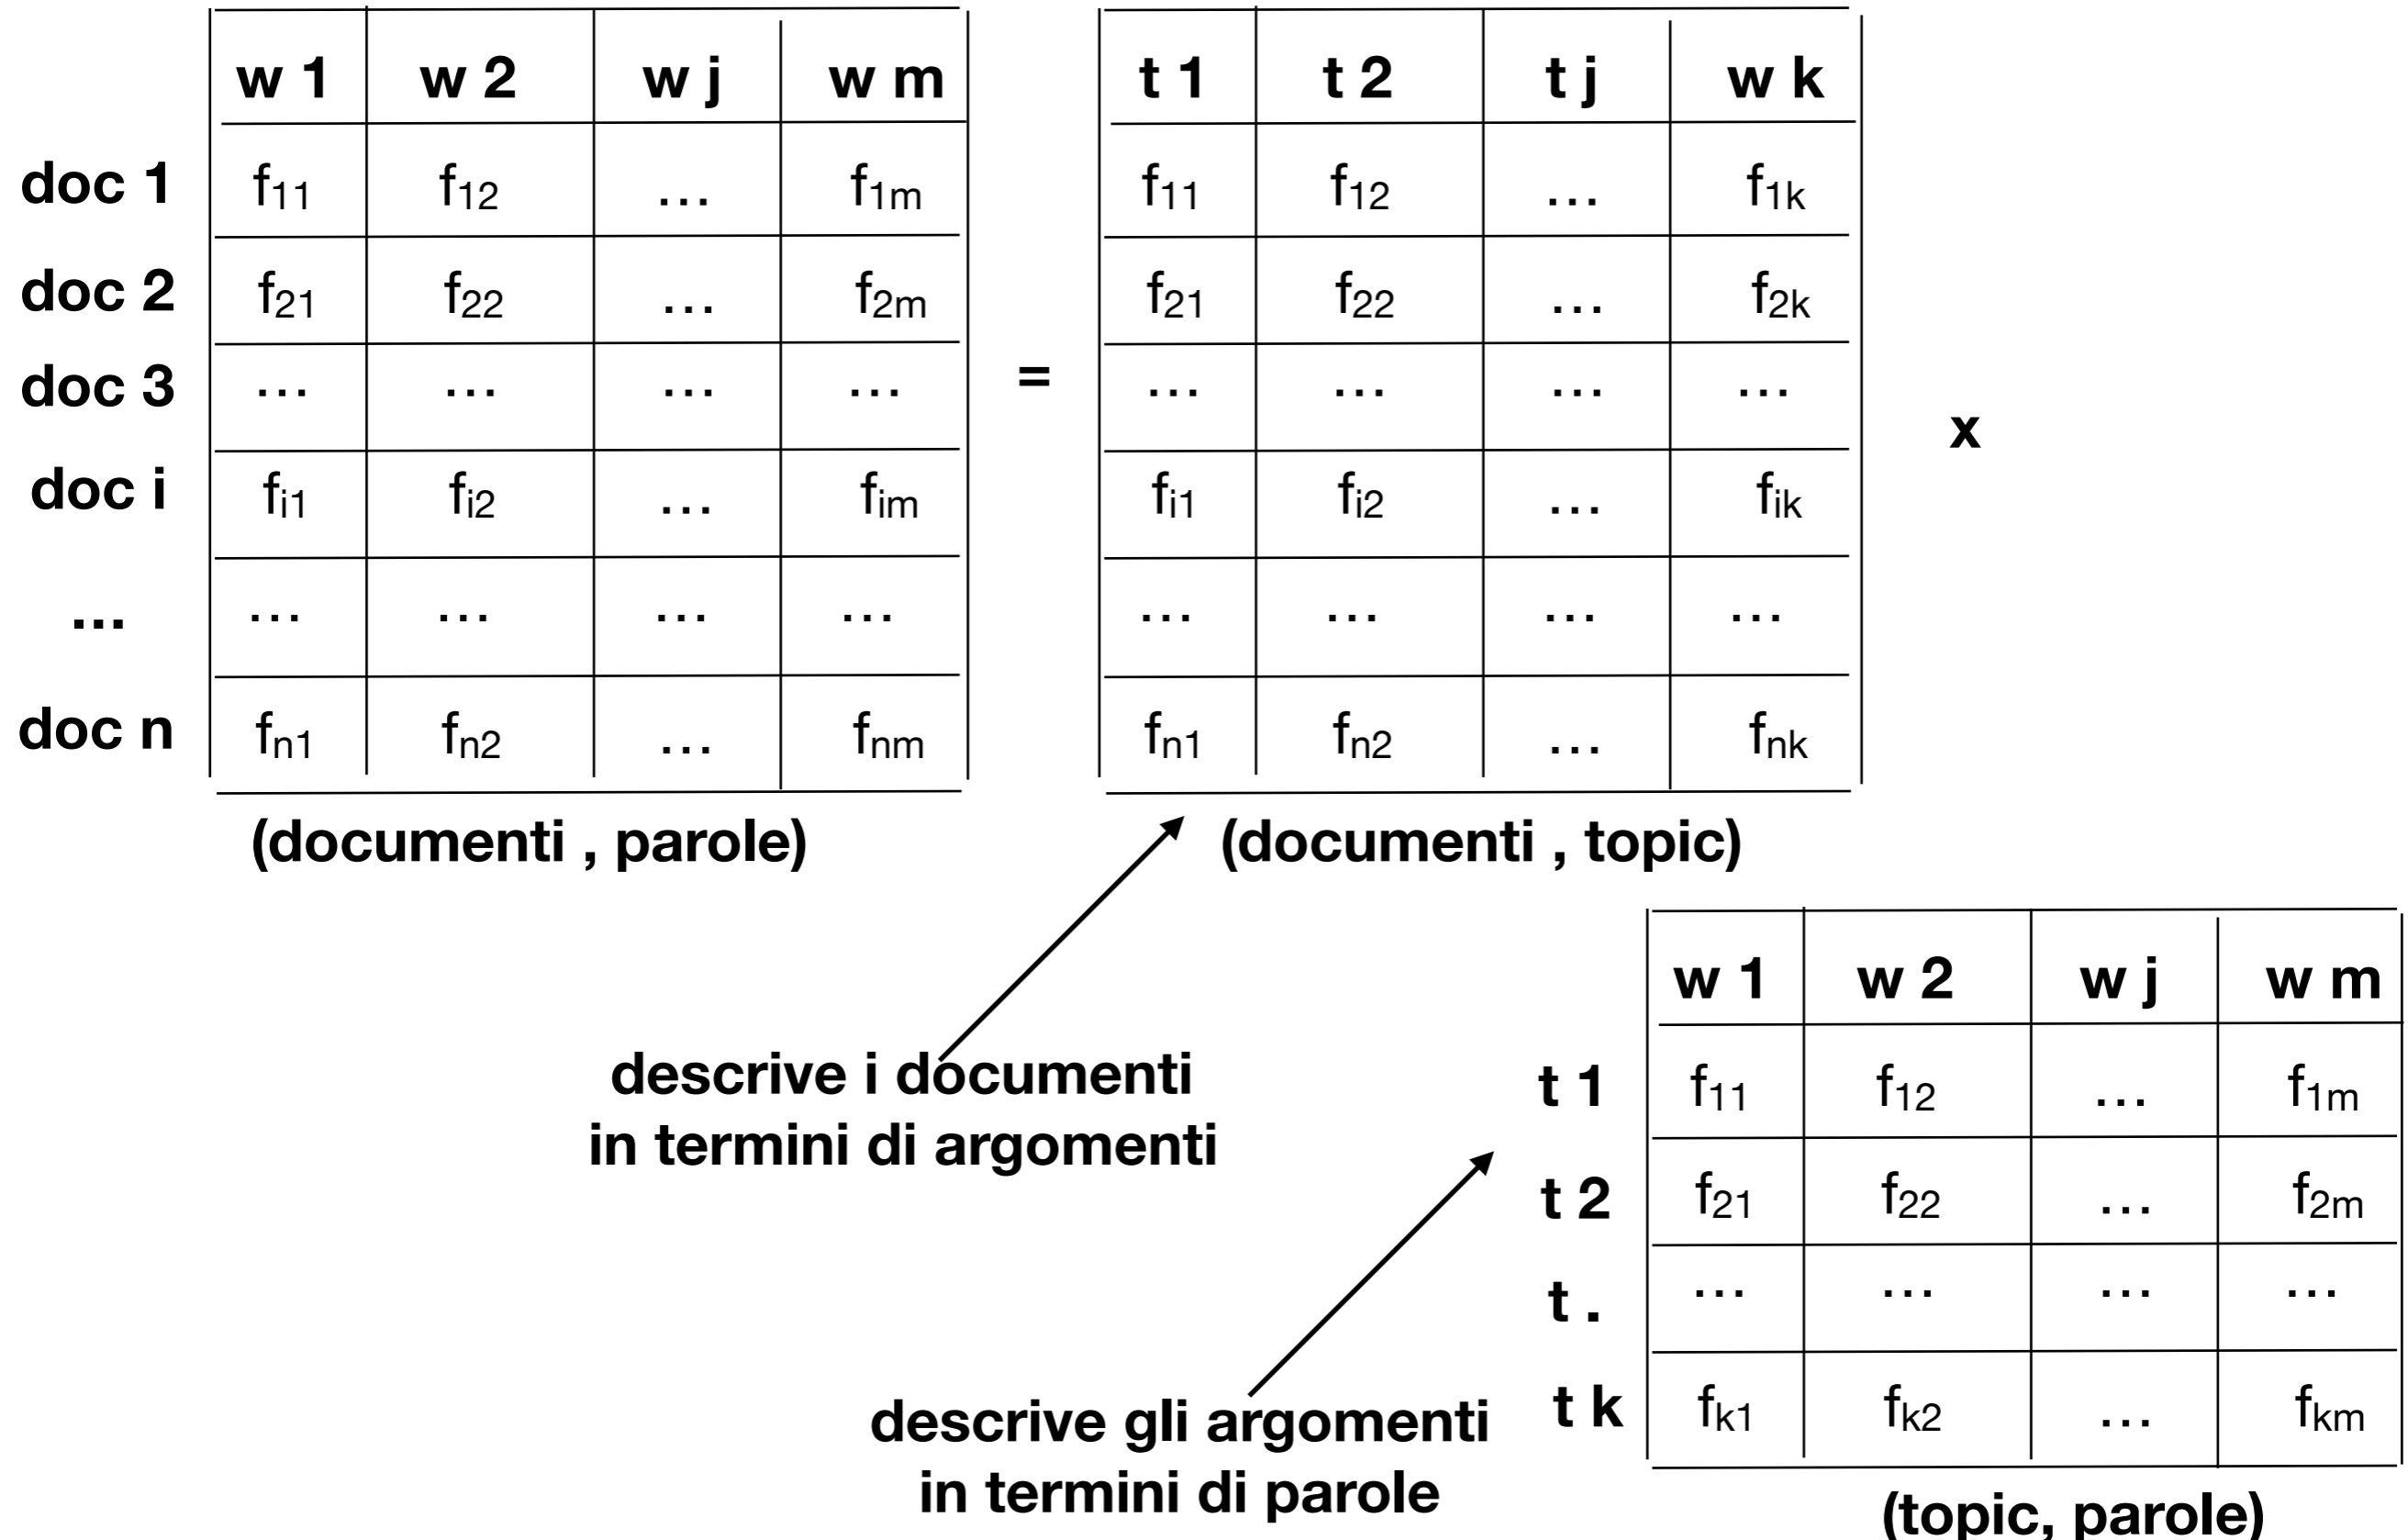 w 1 w 2 w j w m
doc 1 f11 f12 ... f1m
doc 2 f21 f22 ... f2m
doc 3 ... ... ... ...
doc i fi1 fi2 ... fim
... ... ... ... ...
doc n fn1 fn2 ... fnm
(documenti , parole)
=
t 1 t 2 t j w k
f11 f12 ... f1k
f21 f22 ... f2k
... ... ... ...
fi1 fi2 ... fik
... ... ... ...
fn1 fn2 ... fnk
(documenti , topic)
x
descrive i documenti
in termini di argomenti
w 1 w 2 w j w m
t 1 f11 f12 ... f1m
t 2 f21 f22 ... f2m
t . ... ... ... ...
t k fk1 fk2 ... fkm
(topic, parole)
descrive gli argomenti
in termini di parole